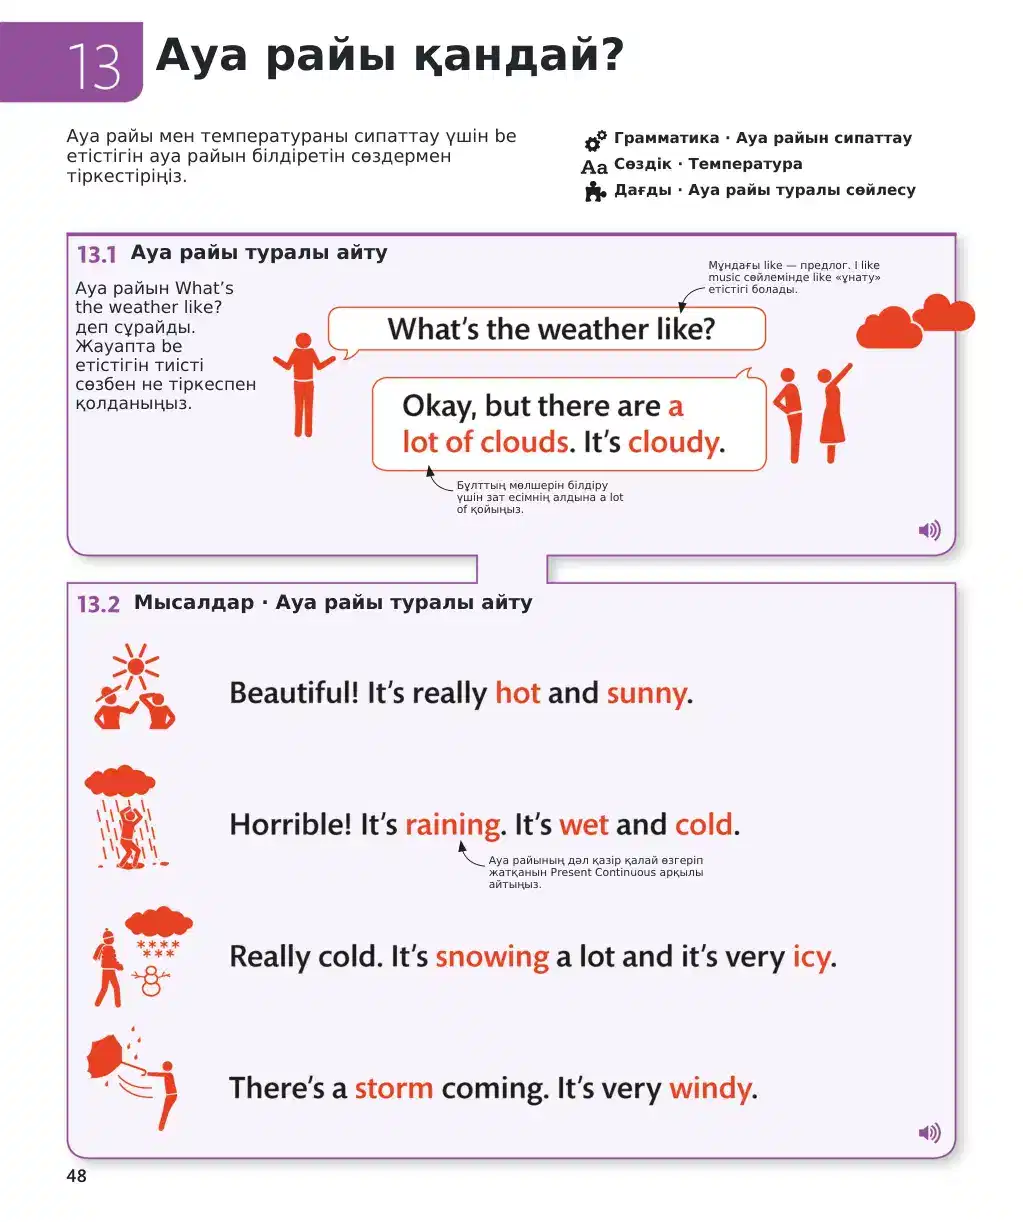 13
Ауа райы қандай?
Ауа райы мен температураны сипаттау үшін be
етістігін ауа райын білдіретін сөздермен
тіркестіріңіз.
Грамматика · Ауа райын сипаттау
Aa Сөздік · Температура
Дағды · Ауа райы туралы сөйлесу
13.1 Ауа райы туралы айту
Ауа райын What’s
the weather like?
деп сұрайды.
Жауапта be
етістігін тиісті
сөзбен не тіркеспен
қолданыңыз.
Мұндағы like — предлог. I like
music сөйлемінде like «ұнату»
етістігі болады.
What’s the weather like?
Okay, but there are a
lot of clouds. It’s cloudy.
Бұлттың мөлшерін білдіру
үшін зат есімнің алдына a lot
of қойыңыз.
13.2 Мысалдар · Ауа райы туралы айту
Beautiful! It’s really hot and sunny.
Horrible! It’s raining. It’s wet and cold.
Ауа райының дәл қазір қалай өзгеріп
жатқанын Present Continuous арқылы
айтыңыз.
Really cold. It’s snowing a lot and it’s very icy.
There’s a storm coming. It’s very windy.
48